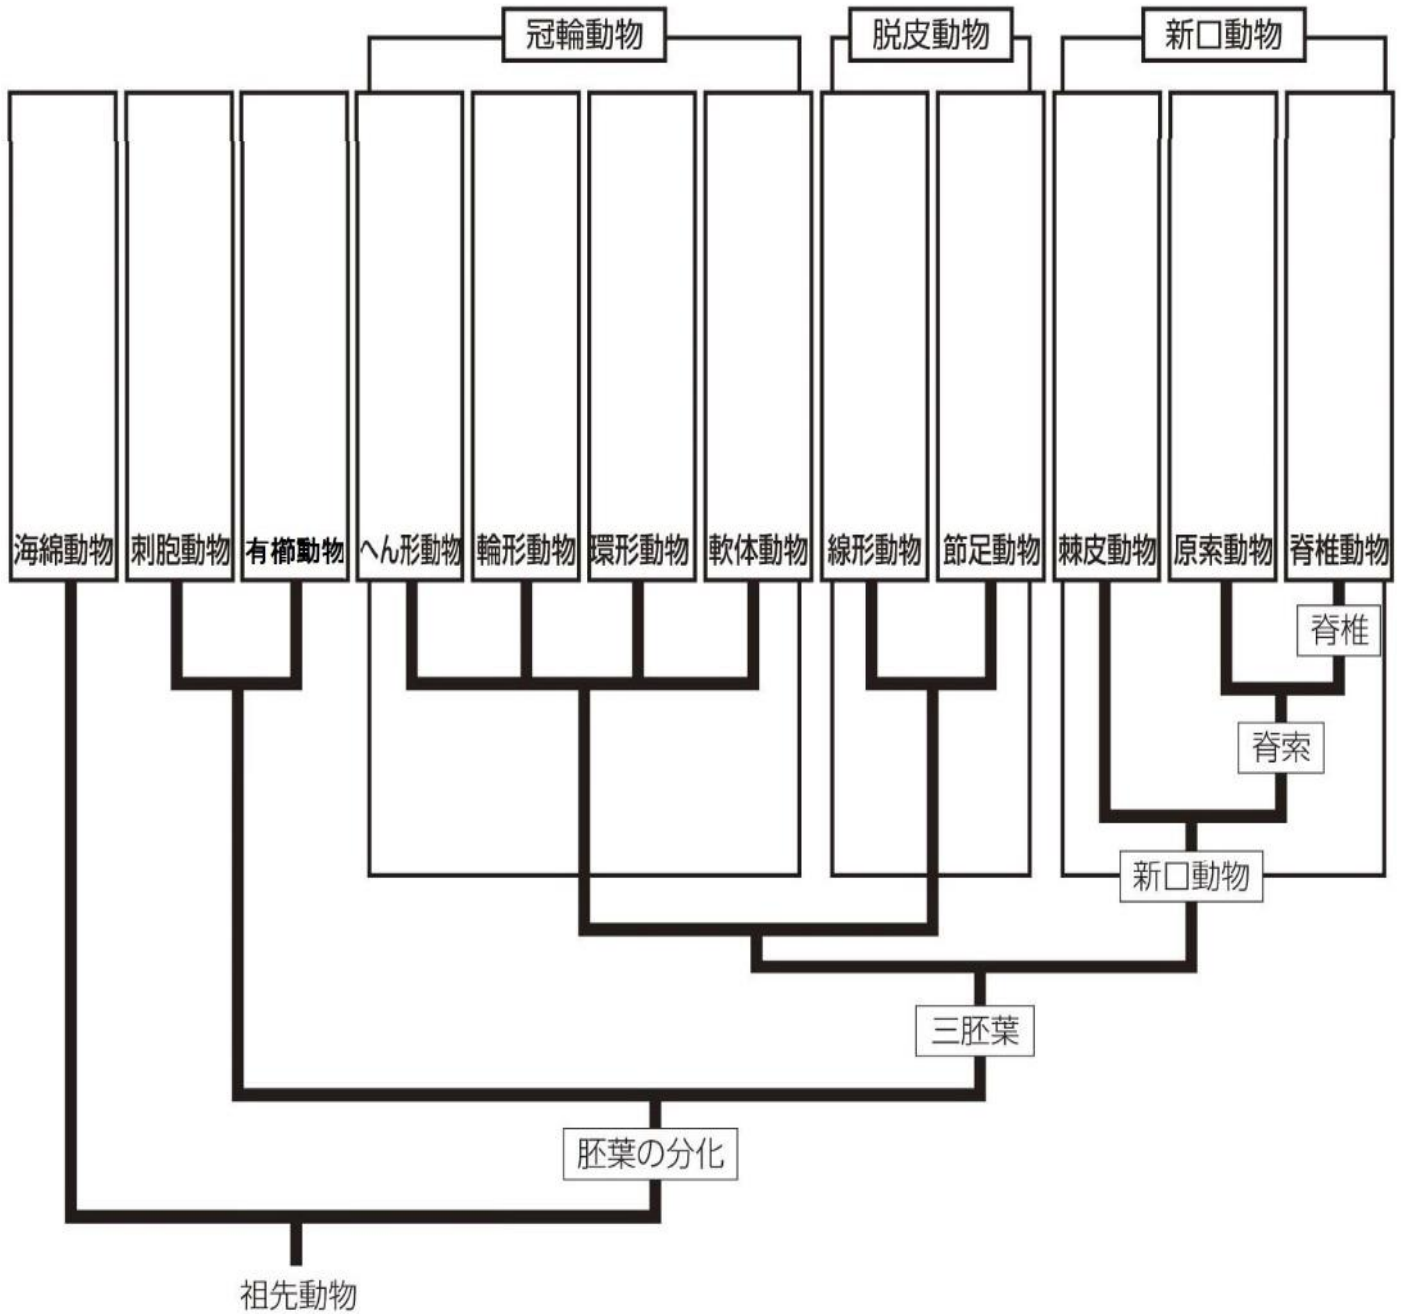 冠輪動物
脱皮動物
新口動物
海綿動物
刺胞動物
有櫛動物
へん形動物
輪形動物
環形動物
軟体動物
線形動物
節足動物
棘皮動物
原索動物
脊椎動物
脊椎
脊索
新口動物
三胚葉
胚葉の分化
祖先動物